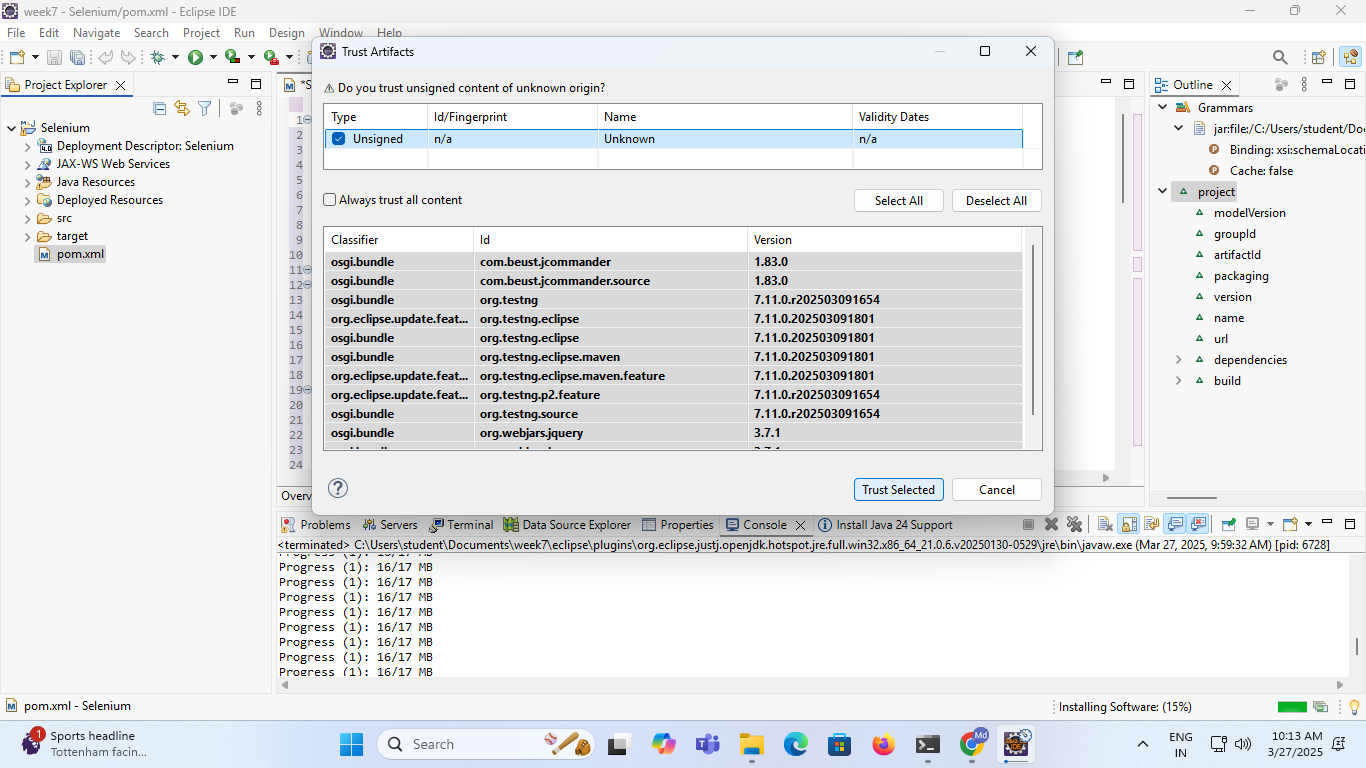 week7 - Selenium/pom.xml - Eclipse IDE
File Edit Navigate Search Project Run Design Window Help
Trust Artifacts
Do you trust unsigned content of unknown origin?
Type Id/Fingerprint Name Validity Dates
Unsigned n/a Unknown n/a
Always trust all content
Select All Deselect All
Classifier Id Version
osgi.bundle com.beust.jcommander 1.83.0
osgi.bundle com.beust.jcommander.source 1.83.0
osgi.bundle org.testng 7.11.0.r202503091654
org.eclipse.update.feat... org.testng.eclipse 7.11.0.202503091801
osgi.bundle org.testng.eclipse 7.11.0.202503091801
osgi.bundle org.testng.eclipse.maven 7.11.0.202503091801
org.eclipse.update.feat... org.testng.eclipse.maven.feature 7.11.0.202503091801
org.eclipse.update.feat... org.testng.p2.feature 7.11.0.r202503091654
osgi.bundle org.testng.source 7.11.0.r202503091654
osgi.bundle org.webjars.jquery 3.7.1
Trust Selected Cancel
Project Explorer
Selenium
Deployment Descriptor: Selenium
JAX-WS Web Services
Java Resources
Deployed Resources
src
target
pom.xml
1
2
3
4
5
6
7
8
9
10
11
12
13
14
15
16
17
18
19
20
21
22
23
24
Overv
Outline
Grammars
jar:file:/C:/Users/student/Doc
Binding: xsi:schemaLocati
Cache: false
project
modelVersion
groupId
artifactId
packaging
version
name
url
dependencies
build
Problems Servers Terminal Data Source Explorer Properties Console Install Java 24 Support
<terminated> C:\Users\student\Documents\week7\eclipse\plugins\org.eclipse.justj.openjdk.hotspot.jre.full.win32.x86_64_21.0.6.v20250130-0529\jre\bin\javaw.exe (Mar 27, 2025, 9:59:32 AM) [pid: 6728]
Progress (1): 16/17 MB
Progress (1): 16/17 MB
Progress (1): 16/17 MB
Progress (1): 16/17 MB
Progress (1): 16/17 MB
Progress (1): 16/17 MB
Progress (1): 16/17 MB
Progress (1): 16/17 MB
Progress (1): 16/17 MB
pom.xml - Selenium
Installing Software: (15%)
1
Sports headline
Tottenham facin...
Search
Md
ENG
IN
10:13 AM
3/27/2025